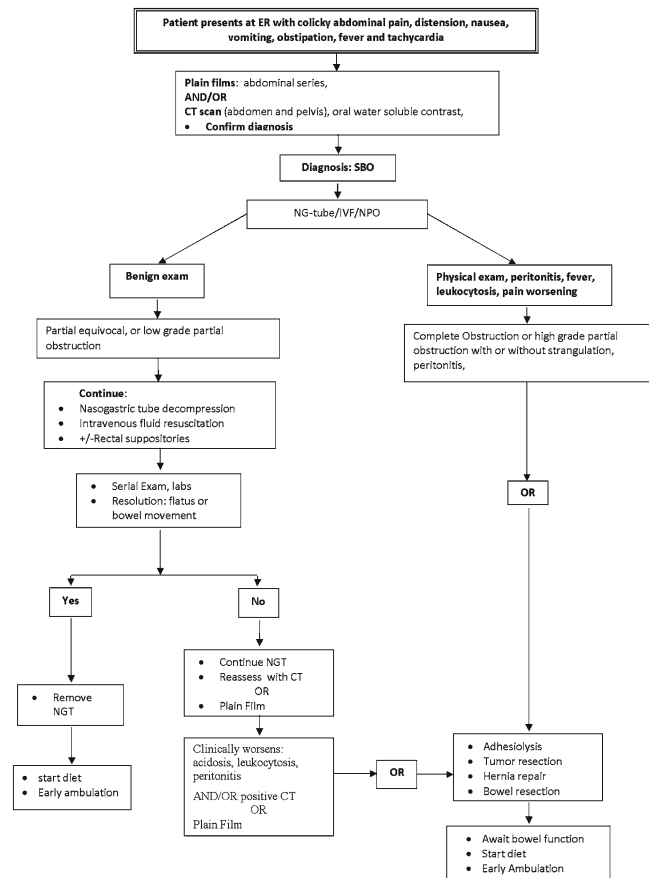 Patient presents at ER with colicky abdominal pain, distension, nausea,
vomiting, obstipation, fever and tachycardia
Plain films: abdominal series,
AND/OR
CT scan (abdomen and pelvis), oral water soluble contrast,
• Confirm diagnosis
Diagnosis: SBO
NG-tube/IVF/NPO
Benign exam
Partial equivocal, or low grade partial
obstruction
Continue:
• Nasogastric tube decompression
• Intravenous fluid resuscitation
• +/-Rectal suppositories
• Serial Exam, labs
• Resolution: flatus or
bowel movement
Yes
• Remove
NGT
• start diet
• Early ambulation
No
• Continue NGT
• Reassess with CT
OR
• Plain Film
Clinically worsens:
acidosis, leukocytosis,
peritonitis
AND/OR positive CT
OR
Plain Film
OR
Physical exam, peritonitis, fever,
leukocytosis, pain worsening
Complete Obstruction or high grade partial
obstruction with or without strangulation,
peritonitis,
OR
• Adhesiolysis
• Tumor resection
• Hernia repair
• Bowel resection
• Await bowel function
• Start diet
• Early Ambulation